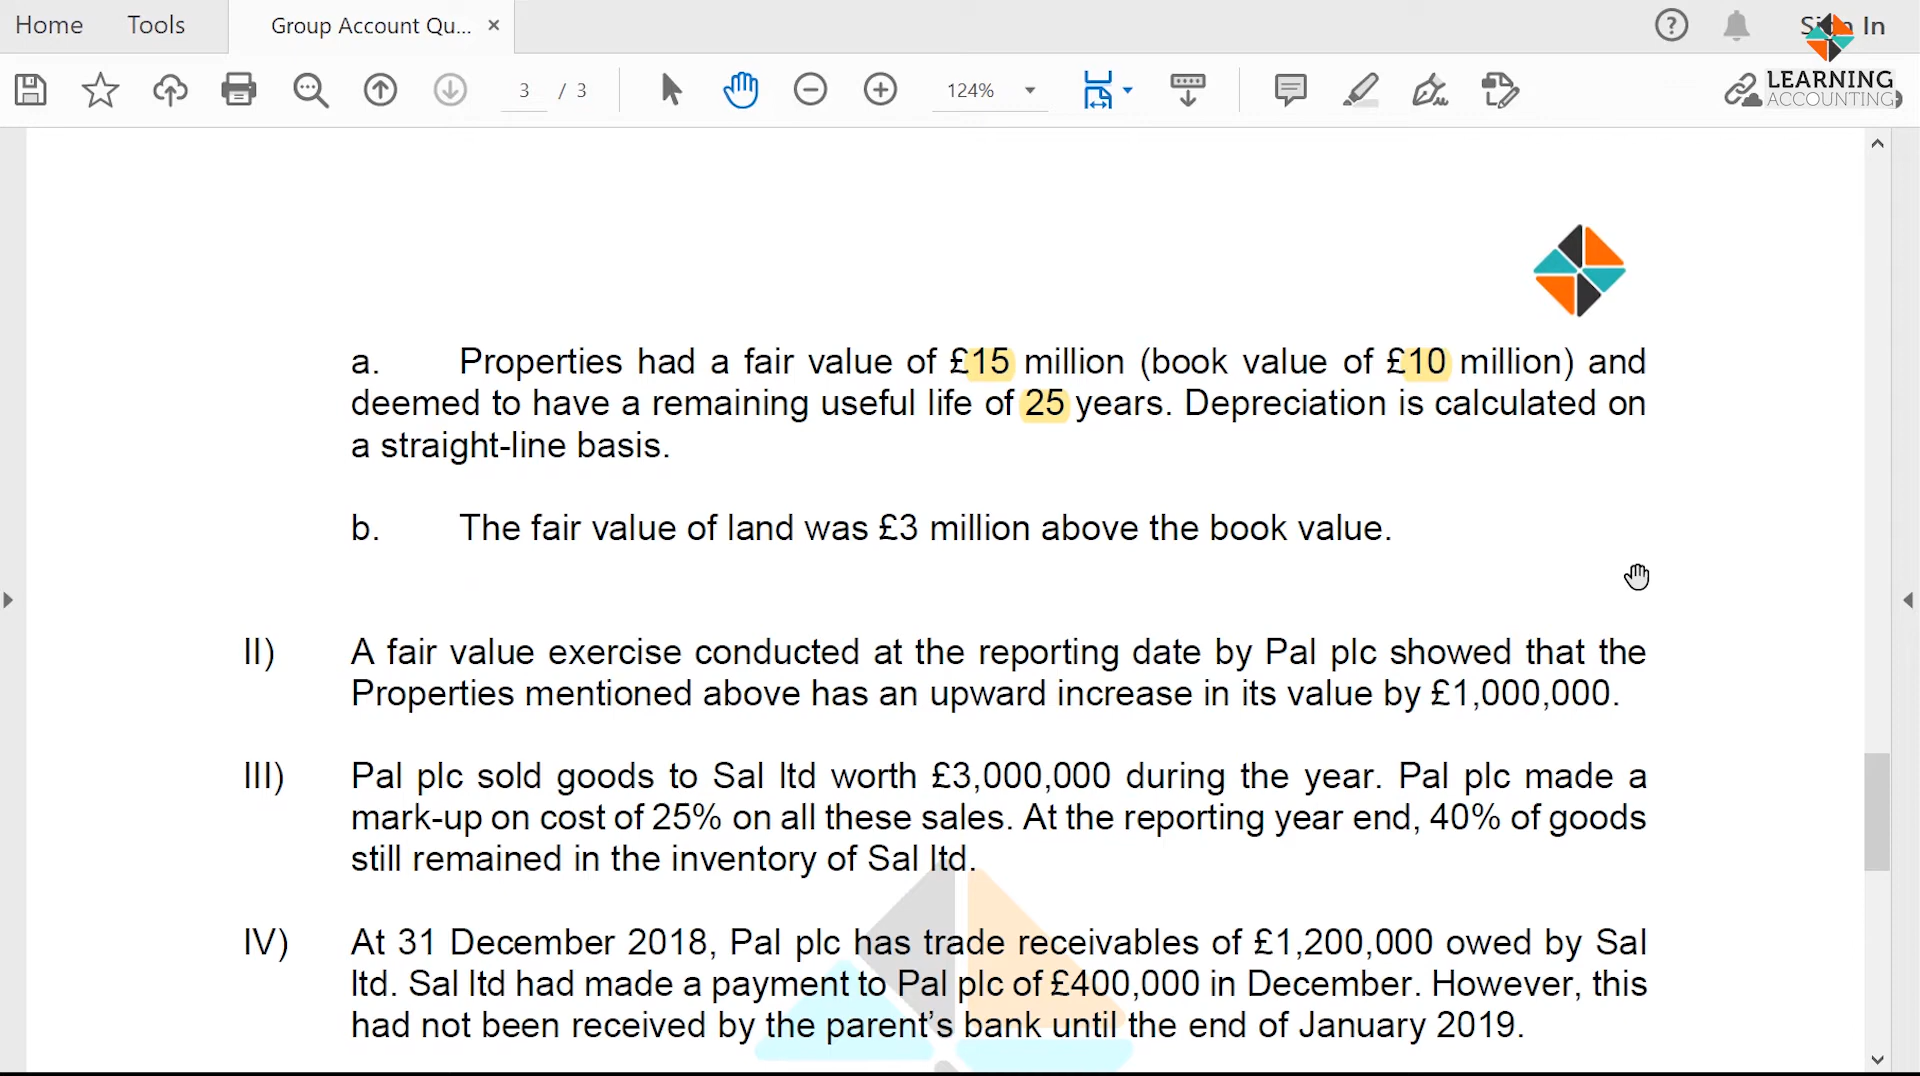 Home Tools Group Account Qu... × Sign In
3 / 3 124%
LEARNING
ACCOUNTING
a. Properties had a fair value of £15 million (book value of £10 million) and
deemed to have a remaining useful life of 25 years. Depreciation is calculated on
a straight-line basis.
b. The fair value of land was £3 million above the book value.
II) A fair value exercise conducted at the reporting date by Pal plc showed that the
Properties mentioned above has an upward increase in its value by £1,000,000.
III) Pal plc sold goods to Sal ltd worth £3,000,000 during the year. Pal plc made a
mark-up on cost of 25% on all these sales. At the reporting year end, 40% of goods
still remained in the inventory of Sal ltd.
IV) At 31 December 2018, Pal plc has trade receivables of £1,200,000 owed by Sal
ltd. Sal ltd had made a payment to Pal plc of £400,000 in December. However, this
had not been received by the parent's bank until the end of January 2019.